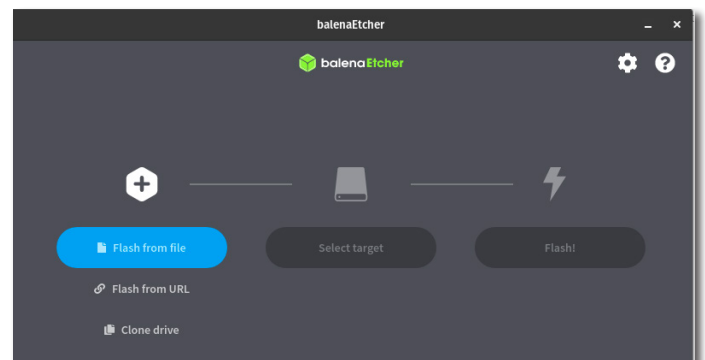 balenaEtcher
balenaEtcher
Flash from file
Select target
Flash!
Flash from URL
Clone drive